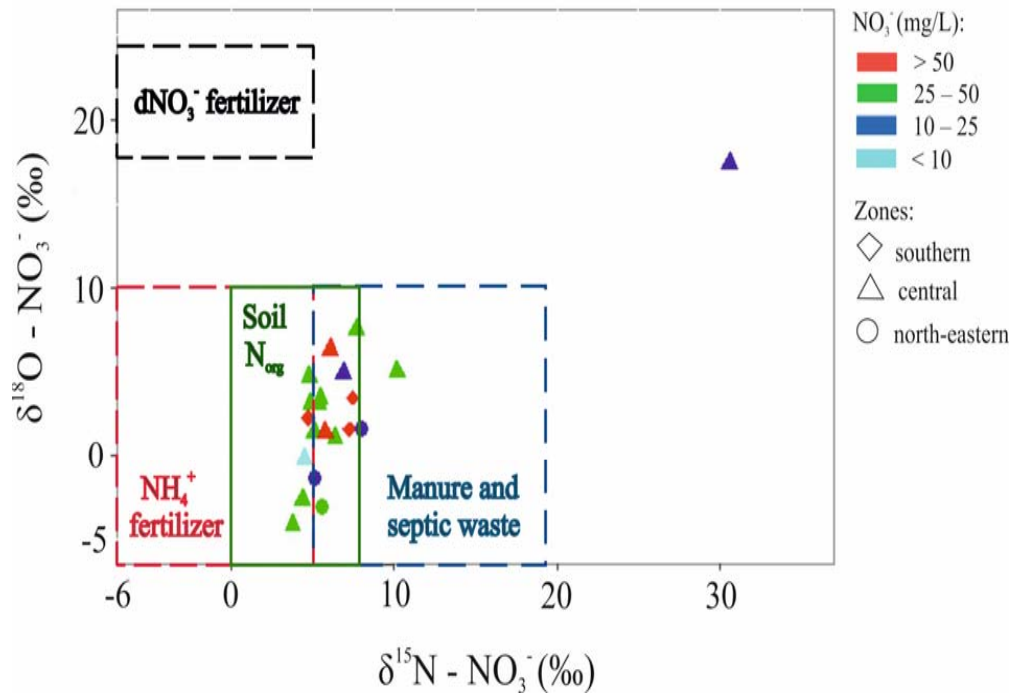 dNO₃⁻ fertilizer
20
10
0
-5
δ¹⁸O - NO₃⁻ (‰)
Soil
Nₒᵣg
NH₄⁺
fertilizer
Manure and
septic waste
-6
0
10
20
30
δ¹⁵N - NO₃⁻(‰)
NO₃⁻(mg/L):
> 50
25 – 50
10 – 25
< 10
Zones:
southern
central
north-eastern